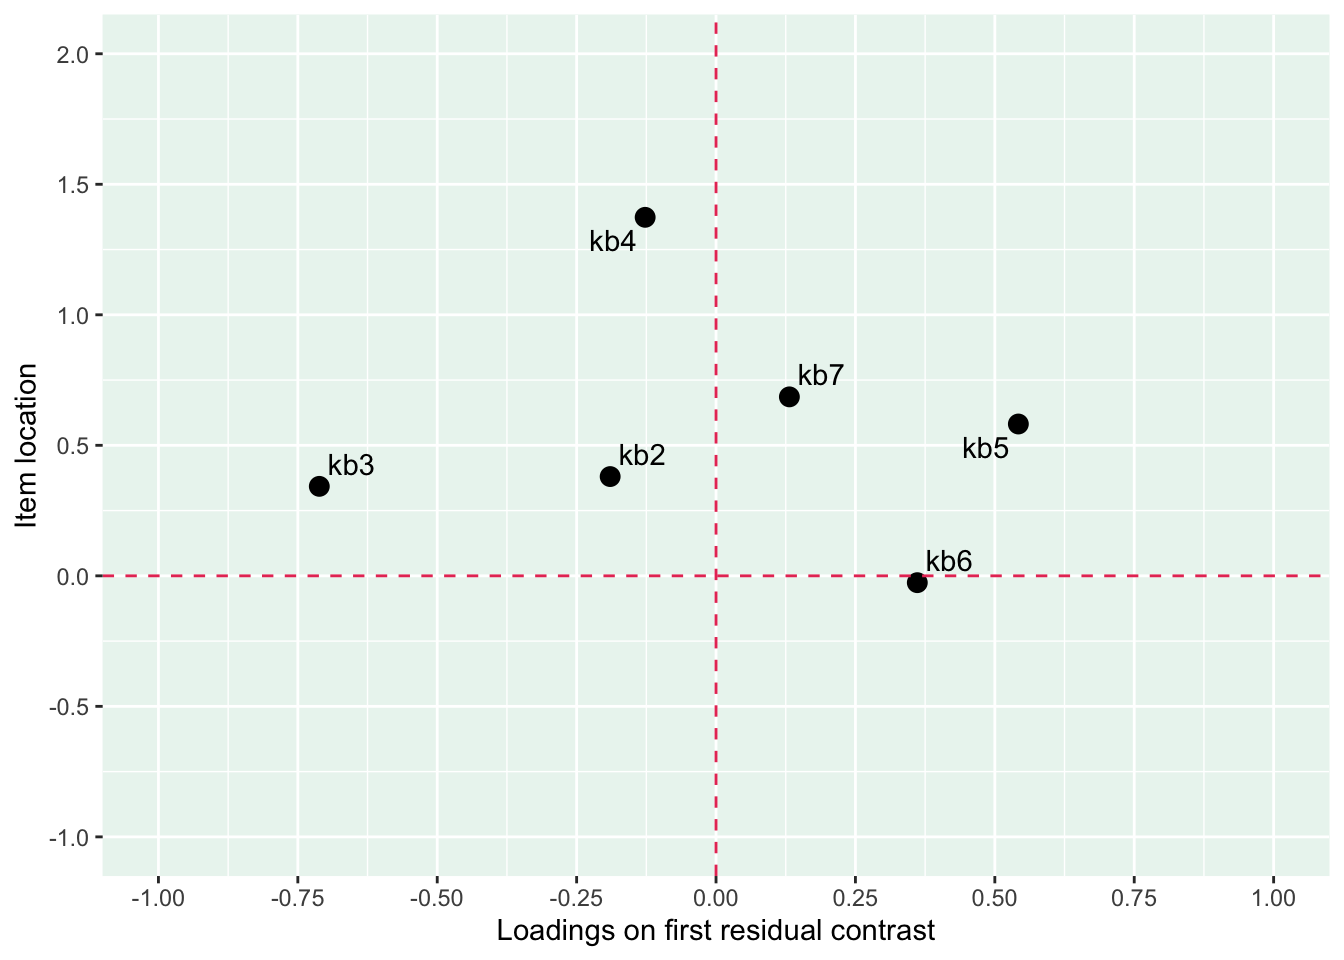 2.0
1.5
kb4
1.0
kb7
kb5
0.5
kb3
kb2
kb6
0.0
-0.5
-1.0
Item location
-1.00 -0.75 -0.50 -0.25 0.00 0.25 0.50 0.75 1.00
Loadings on first residual contrast